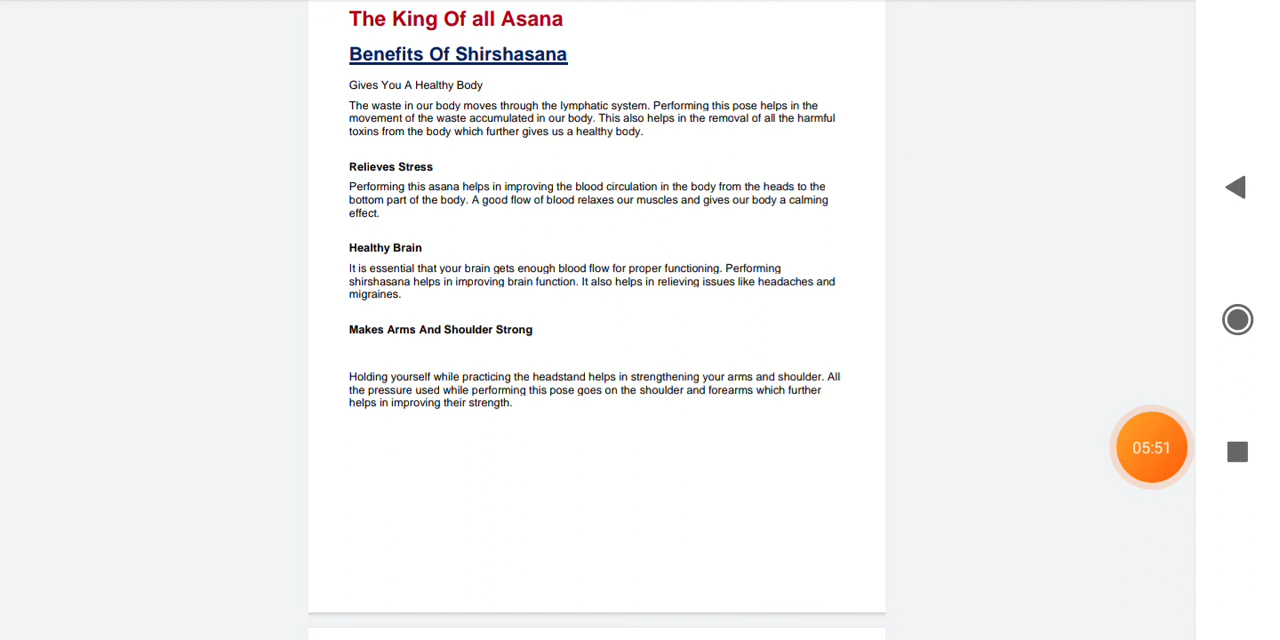 The King Of all Asana
Benefits Of Shirshasana
Gives You A Healthy Body
The waste in our body moves through the lymphatic system. Performing this pose helps in the
movement of the waste accumulated in our body. This also helps in the removal of all the harmful
toxins from the body which further gives us a healthy body.
Relieves Stress
Performing this asana helps in improving the blood circulation in the body from the heads to the
bottom part of the body. A good flow of blood relaxes our muscles and gives our body a calming
effect.
Healthy Brain
It is essential that your brain gets enough blood flow for proper functioning. Performing
shirshasana helps in improving brain function. It also helps in relieving issues like headaches and
migraines.
Makes Arms And Shoulder Strong
Holding yourself while practicing the headstand helps in strengthening your arms and shoulder. All
the pressure used while performing this pose goes on the shoulder and forearms which further
helps in improving their strength.
05:51